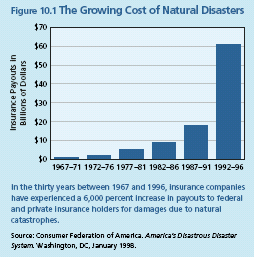 Figure 10.1 The Growing Cost of Natural Disasters
Insurance Payouts in
Billions of Dollars
$70
$60
$50
$40
$30
$20
$10
$0
1967–71 1972–76 1977–81 1982–86 1987–91 1992–96
In the thirty years between 1967 and 1996, insurance companies
have experienced a 6,000 percent increase in payouts to federal
and private insurance holders for damages due to natural
catastrophes.
Source: Consumer Federation of America. America's Disastrous Disaster
System. Washington, DC, January 1998.